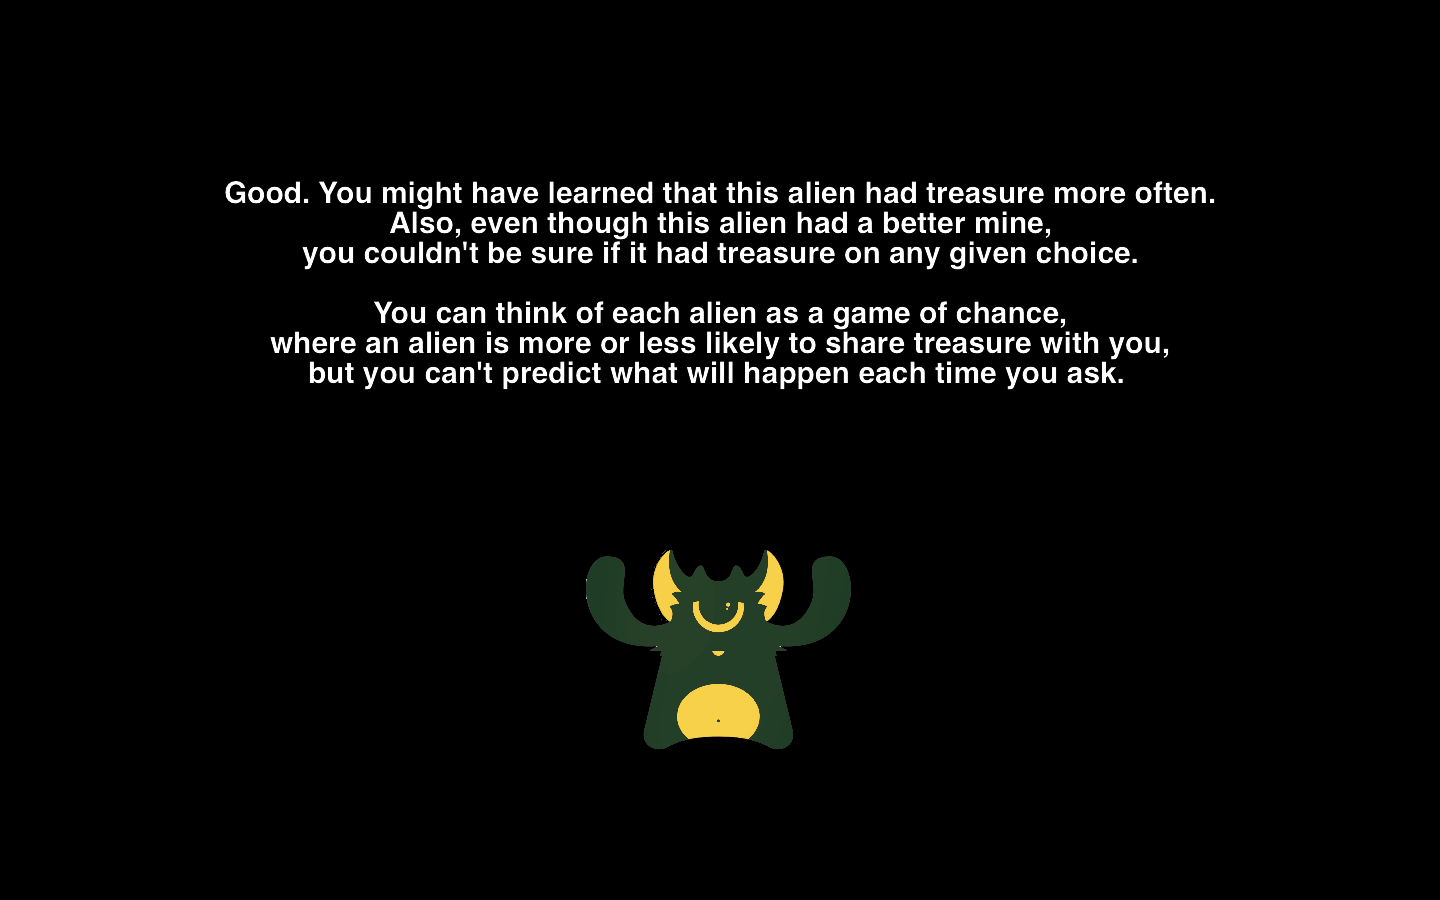 Good. You might have learned that this alien had treasure more often.
Also, even though this alien had a better mine,
you couldn't be sure if it had treasure on any given choice.
You can think of each alien as a game of chance,
where an alien is more or less likely to share treasure with you,
but you can't predict what will happen each time you ask.